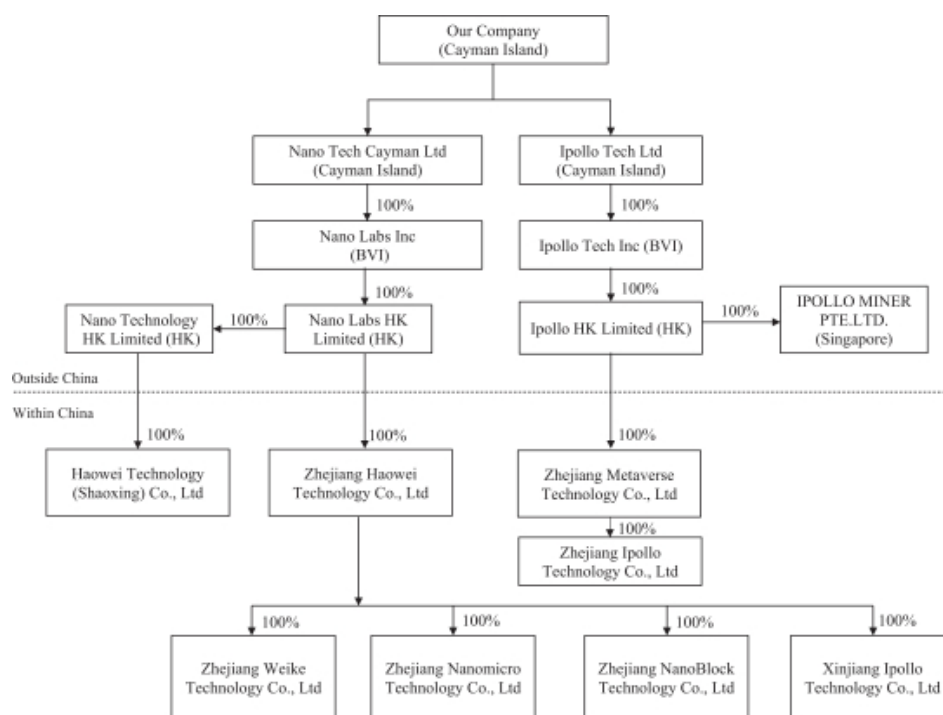 Our Company
(Cayman Island)
Nano Tech Cayman Ltd
(Cayman Island)
Ipollo Tech Ltd
(Cayman Island)
100%
100%
Nano Labs Inc
(BVI)
Ipollo Tech Inc (BVI)
100%
100%
Nano Technology
HK Limited (HK)
100%
Nano Labs HK
Limited (HK)
Ipollo HK Limited (HK)
100%
IPOLLO MINER
PTE.LTD.
(Singapore)
Outside China
Within China
100%
100%
100%
Haowei Technology
(Shaoxing) Co., Ltd
Zhejiang Haowei
Technology Co., Ltd
Zhejiang Metaverse
Technology Co., Ltd
100%
Zhejiang Ipollo
Technology Co., Ltd
100%
100%
100%
100%
Zhejiang Weike
Technology Co., Ltd
Zhejiang Nanomicro
Technology Co., Ltd
Zhejiang NanoBlock
Technology Co., Ltd
Xinjiang Ipollo
Technology Co., Ltd